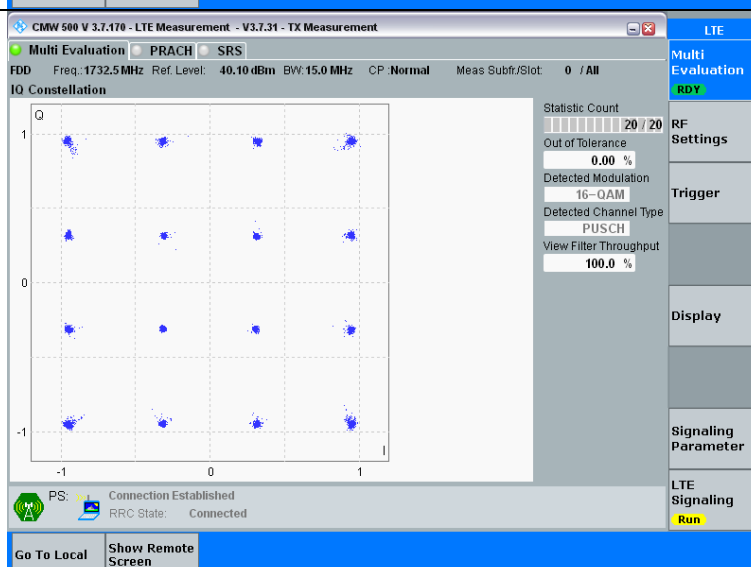 CMW 500 V 3.7.170 - LTE Measurement - V3.7.31 - TX Measurement
LTE
Multi Evaluation PRACH SRS
Multi
Evaluation
RDY
FDD Freq.:1732.5 MHz Ref. Level: 40.10 dBm BW:15.0 MHz CP :Normal Meas Subfr./Slot: 0 / All
IQ Constellation
Q
1
0
-1
-1 0 1
I
Statistic Count
20 / 20
Out of Tolerance
0.00 %
Detected Modulation
16-QAM
Detected Channel Type
PUSCH
View Filter Throughput
100.0 %
RF
Settings
Trigger
Display
Signaling
Parameter
LTE
Signaling
Run
PS: Connection Established
RRC State: Connected
Go To Local
Show Remote
Screen